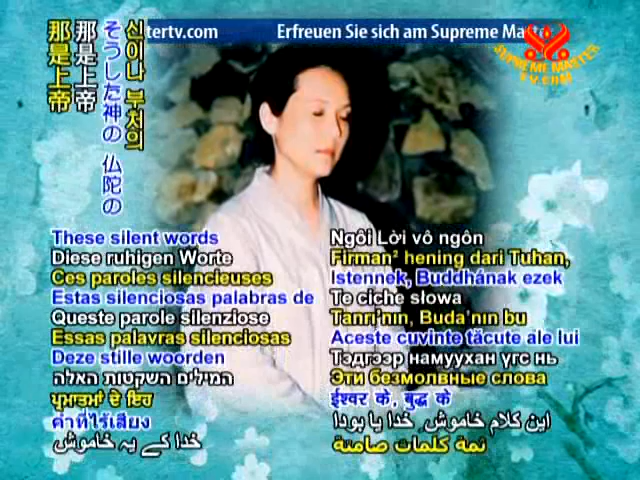 tertv.com Erfreuen Sie sich am Supreme Master
SUPREME MASTER
TV.COM
신이나 부처의
そうした神の 仏陀の
那是上帝
那是上帝
These silent words
Diese ruhigen Worte
Ces paroles silencieuses
Estas silenciosas palabras de
Queste parole silenziose
Essas palavras silenciosas
Deze stille woorden
המילים השקטות האלה
ਪ੍ਰਮਾਤਮਾਂ ਦੇ ਇਹ
คำที่ไร้เสียง
خدا کے یہ خاموش
Ngôi Lời vô ngôn
Firman² hening dari Tuhan,
Istennek, Buddhának ezek
Te ciche słowa
Tanrı’nın, Buda’nın bu
Aceste cuvinte tăcute ale lui
Тэдгээр намуухан үгс нь
Эти безмолвные слова
ईश्वर के, बुद्ध के
این کلام خاموش خدا یا بودا
ثمة كلمات صامتة